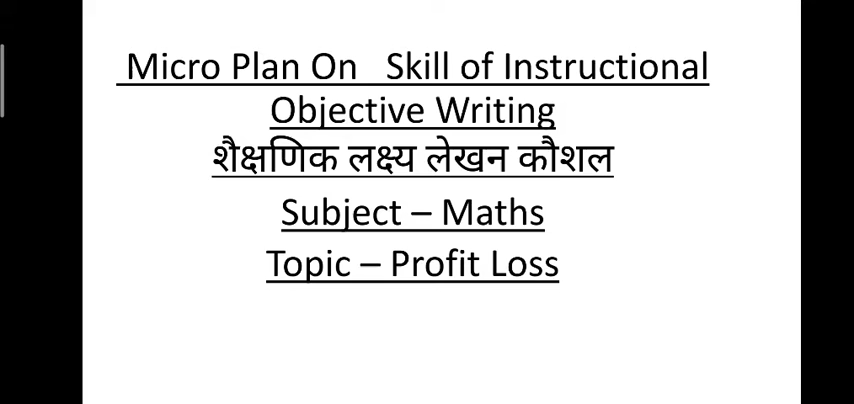 Micro Plan On Skill of Instructional
Objective Writing
शैक्षणिक लक्ष्य लेखन कौशल
Subject – Maths
Topic – Profit Loss